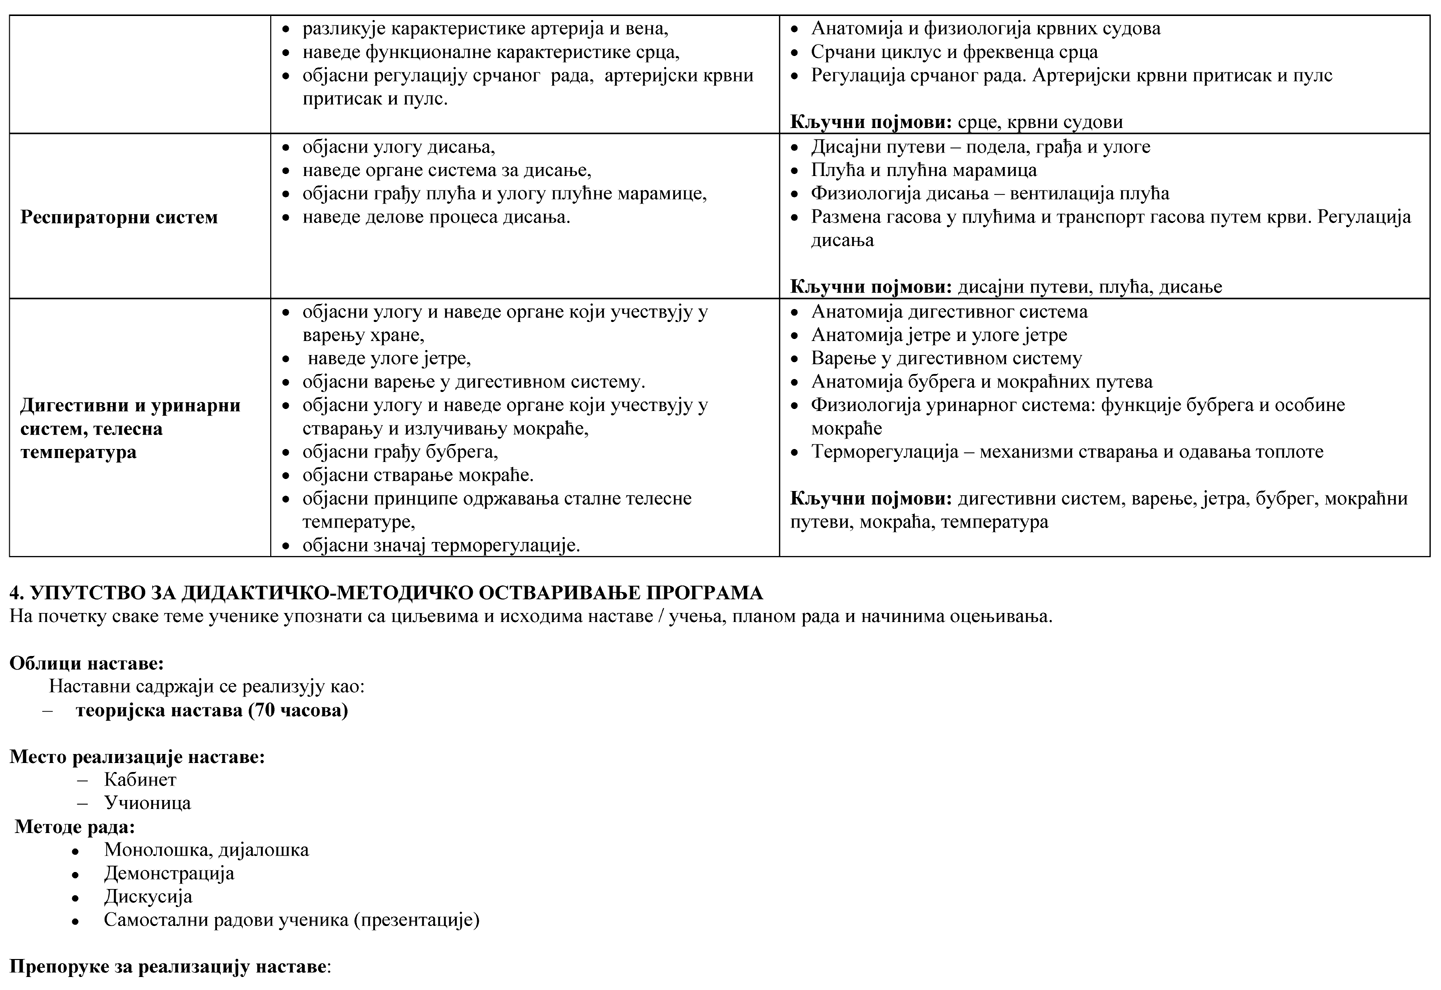 • разликује карактеристике артерија и вена,
• наведе функционалне карактеристике срца,
• објасни регулацију срчаног рада, артеријски крвни
притисак и пулс.
• Анатомија и физиологија крвних судова
• Срчани циклус и фреквенца срца
• Регулација срчаног рада. Артеријски крвни притисак и пулс
Кључни појмови: срце, крвни судови
Респираторни систем
• објасни улогу дисања,
• наведе органе система за дисање,
• објасни грађу плућа и улогу плућне марамице,
• наведе делове процеса дисања.
• Дисајни путеви – подела, грађа и улоге
• Плућа и плућна марамица
• Физиологија дисања – вентилација плућа
• Размена гасова у плућима и транспорт гасова путем крви. Регулација
дисања
Кључни појмови: дисајни путеви, плућа, дисање
Дигестивни и уринарни
систем, телесна
температура
• објасни улогу и наведе органе који учествују у
варењу хране,
• наведе улоге јетре,
• објасни варење у дигестивном систему.
• објасни улогу и наведе органе који учествују у
стварању и излучивању мокраће,
• објасни грађу бубрега,
• објасни стварање мокраће.
• објасни принципе одржавања сталне телесне
температуре,
• објасни значај терморегулације.
• Анатомија дигестивног система
• Анатомија јетре и улоге јетре
• Варење у дигестивном систему
• Анатомија бубрега и мокраћних путева
• Физиологија уринарног система: функције бубрега и особине
мокраће
• Терморегулација – механизми стварања и одавања топлоте
Кључни појмови: дигестивни систем, варење, јетра, бубрег, мокраћни
путеви, мокраћа, температура
4. УПУТСТВО ЗА ДИДАКТИЧКО-МЕТОДИЧКО ОСТВАРИВАЊЕ ПРОГРАМА
На почетку сваке теме ученике упознати са циљевима и исходима наставе / учења, планом рада и начинима оцењивања.
Облици наставе:
Наставни садржаји се реализују као:
– теоријска настава (70 часова)
Место реализације наставе:
– Кабинет
– Учионица
Методе рада:
• Монолошка, дијалошка
• Демонстрација
• Дискусија
• Самостални радови ученика (презентације)
Препоруке за реализацију наставе: